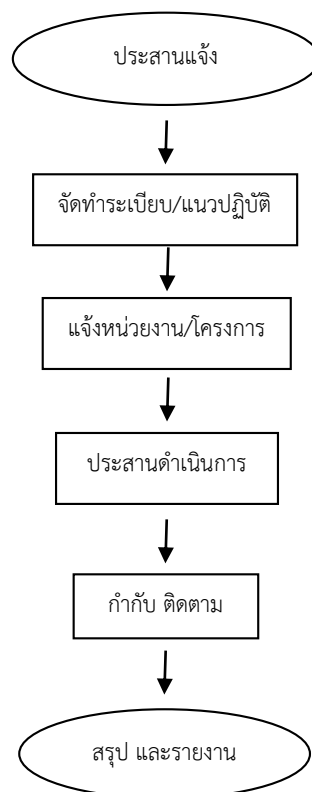 ประสานแจ้ง
จัดทำระเบียบ/แนวปฏิบัติ
แจ้งหน่วยงาน/โครงการ
ประสานดำเนินการ
กำกับ ติดตาม
สรุป และรายงาน